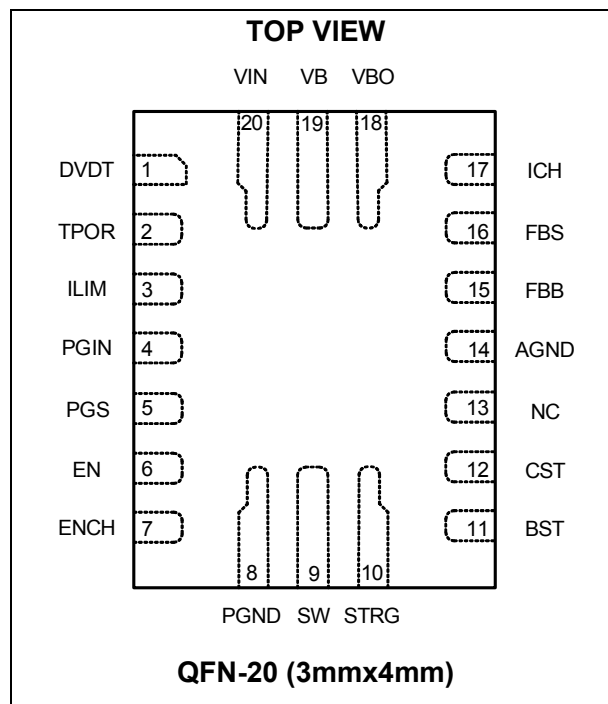 TOP VIEW
VIN VB VBO
20 19 18
DVDT 1 17 ICH
TPOR 2 16 FBS
ILIM 3 15 FBB
PGIN 4 14 AGND
PGS 5 13 NC
EN 6 12 CST
ENCH 7 11 BST
8 9 10
PGND SW STRG
QFN-20 (3mmx4mm)